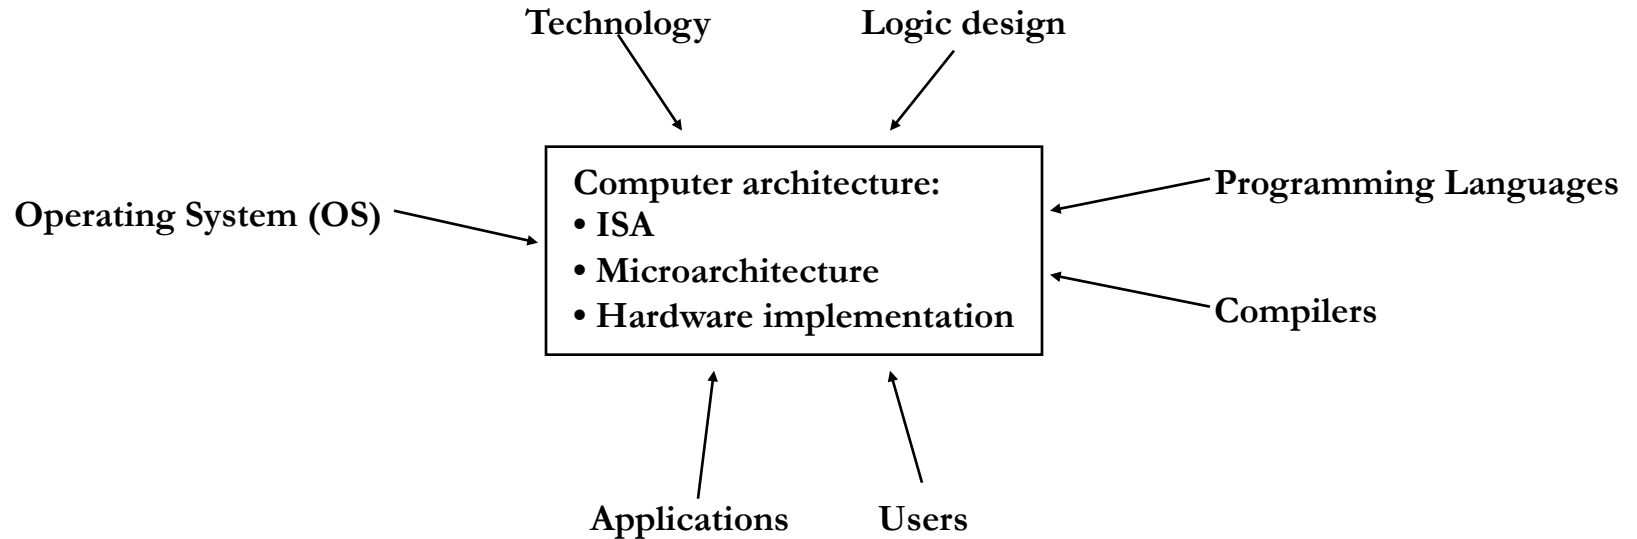 Technology
Logic design
Computer architecture:
• ISA
• Microarchitecture
• Hardware implementation
Operating System (OS)
Programming Languages
Compilers
Applications
Users